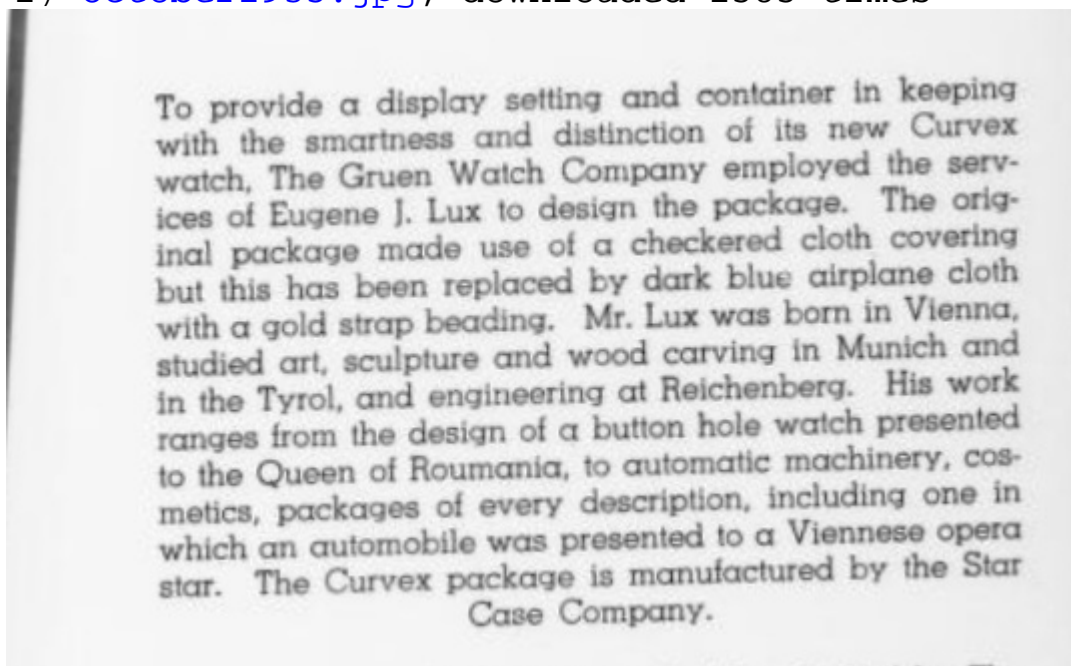 To provide a display setting and container in keeping
with the smartness and distinction of its new Curvex
watch, The Gruen Watch Company employed the serv-
ices of Eugene J. Lux to design the package. The orig-
inal package made use of a checkered cloth covering
but this has been replaced by dark blue airplane cloth
with a gold strap beading. Mr. Lux was born in Vienna,
studied art, sculpture and wood carving in Munich and
in the Tyrol, and engineering at Reichenberg. His work
ranges from the design of a button hole watch presented
to the Queen of Roumania, to automatic machinery, cos-
metics, packages of every description, including one in
which an automobile was presented to a Viennese opera
star. The Curvex package is manufactured by the Star
Case Company.